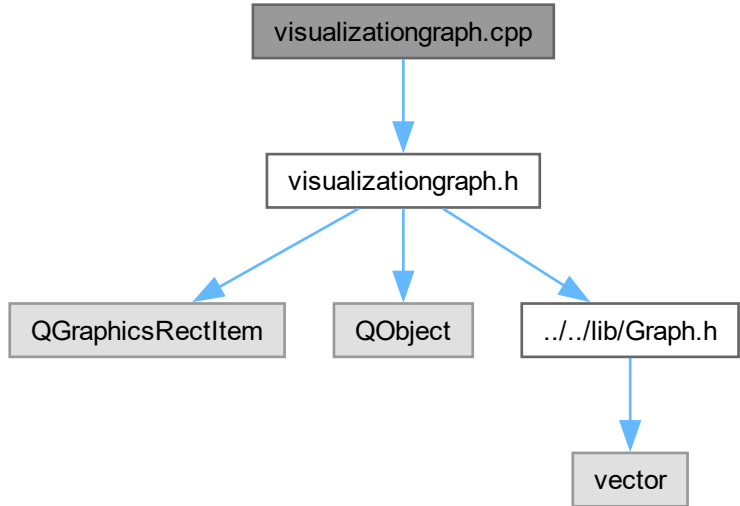 visualizationgraph.cpp
visualizationgraph.h
QGraphicsRectItem
QObject
../../lib/Graph.h
vector